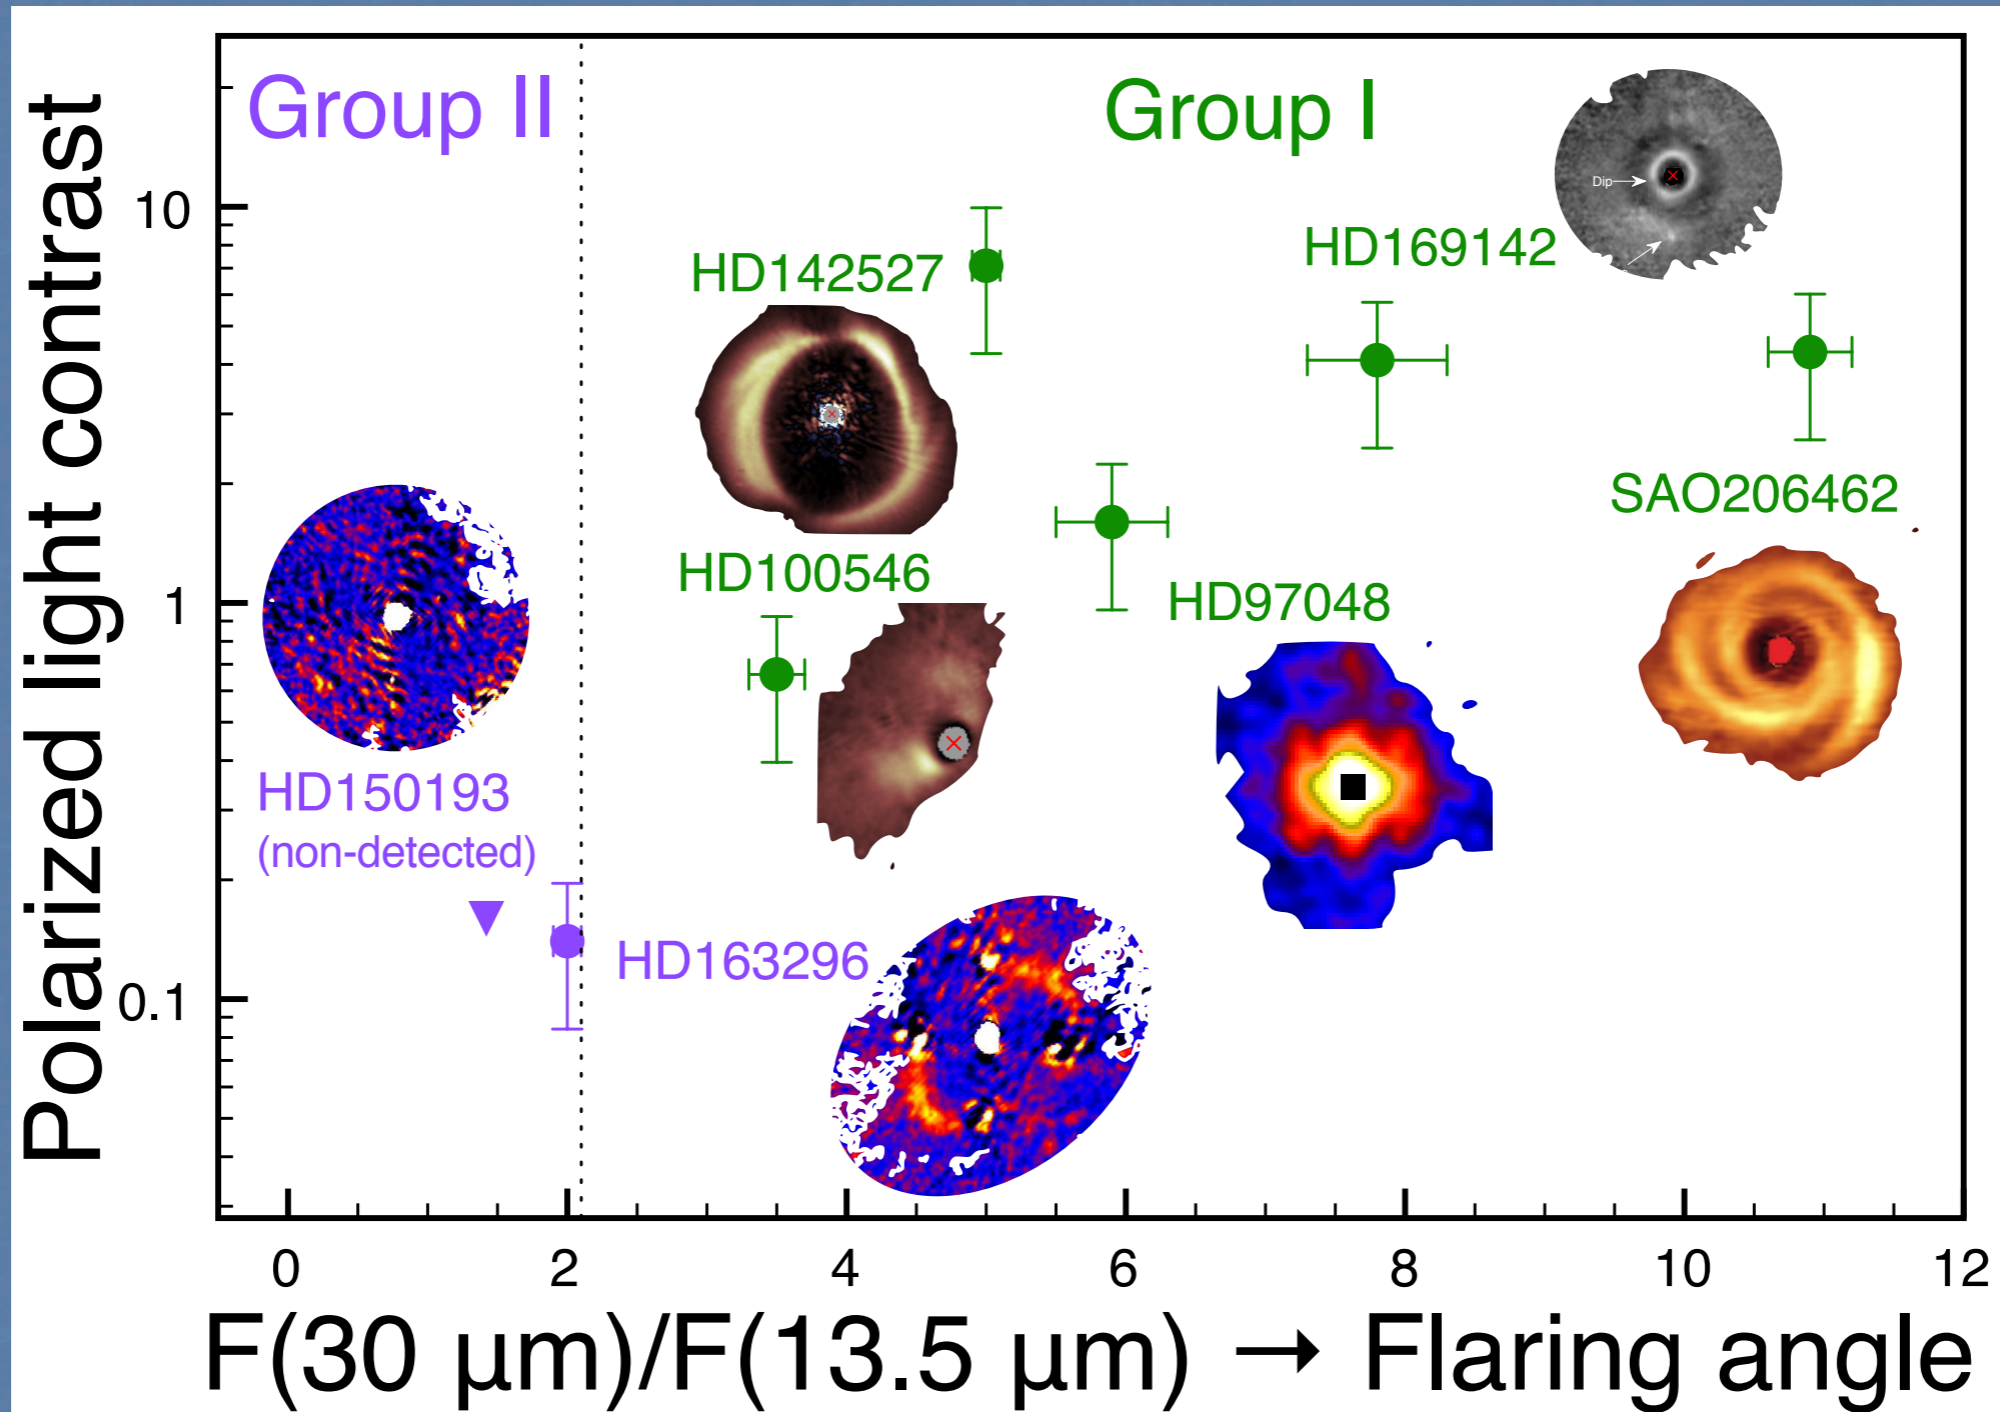 Polarized light contrast
Group II
Group I
10
1
0.1
Dip
HD169142
HD142527
SAO206462
HD100546
HD97048
HD150193
(non-detected)
HD163296
0 2 4 6 8 10 12
F(30 µm)/F(13.5 µm) → Flaring angle